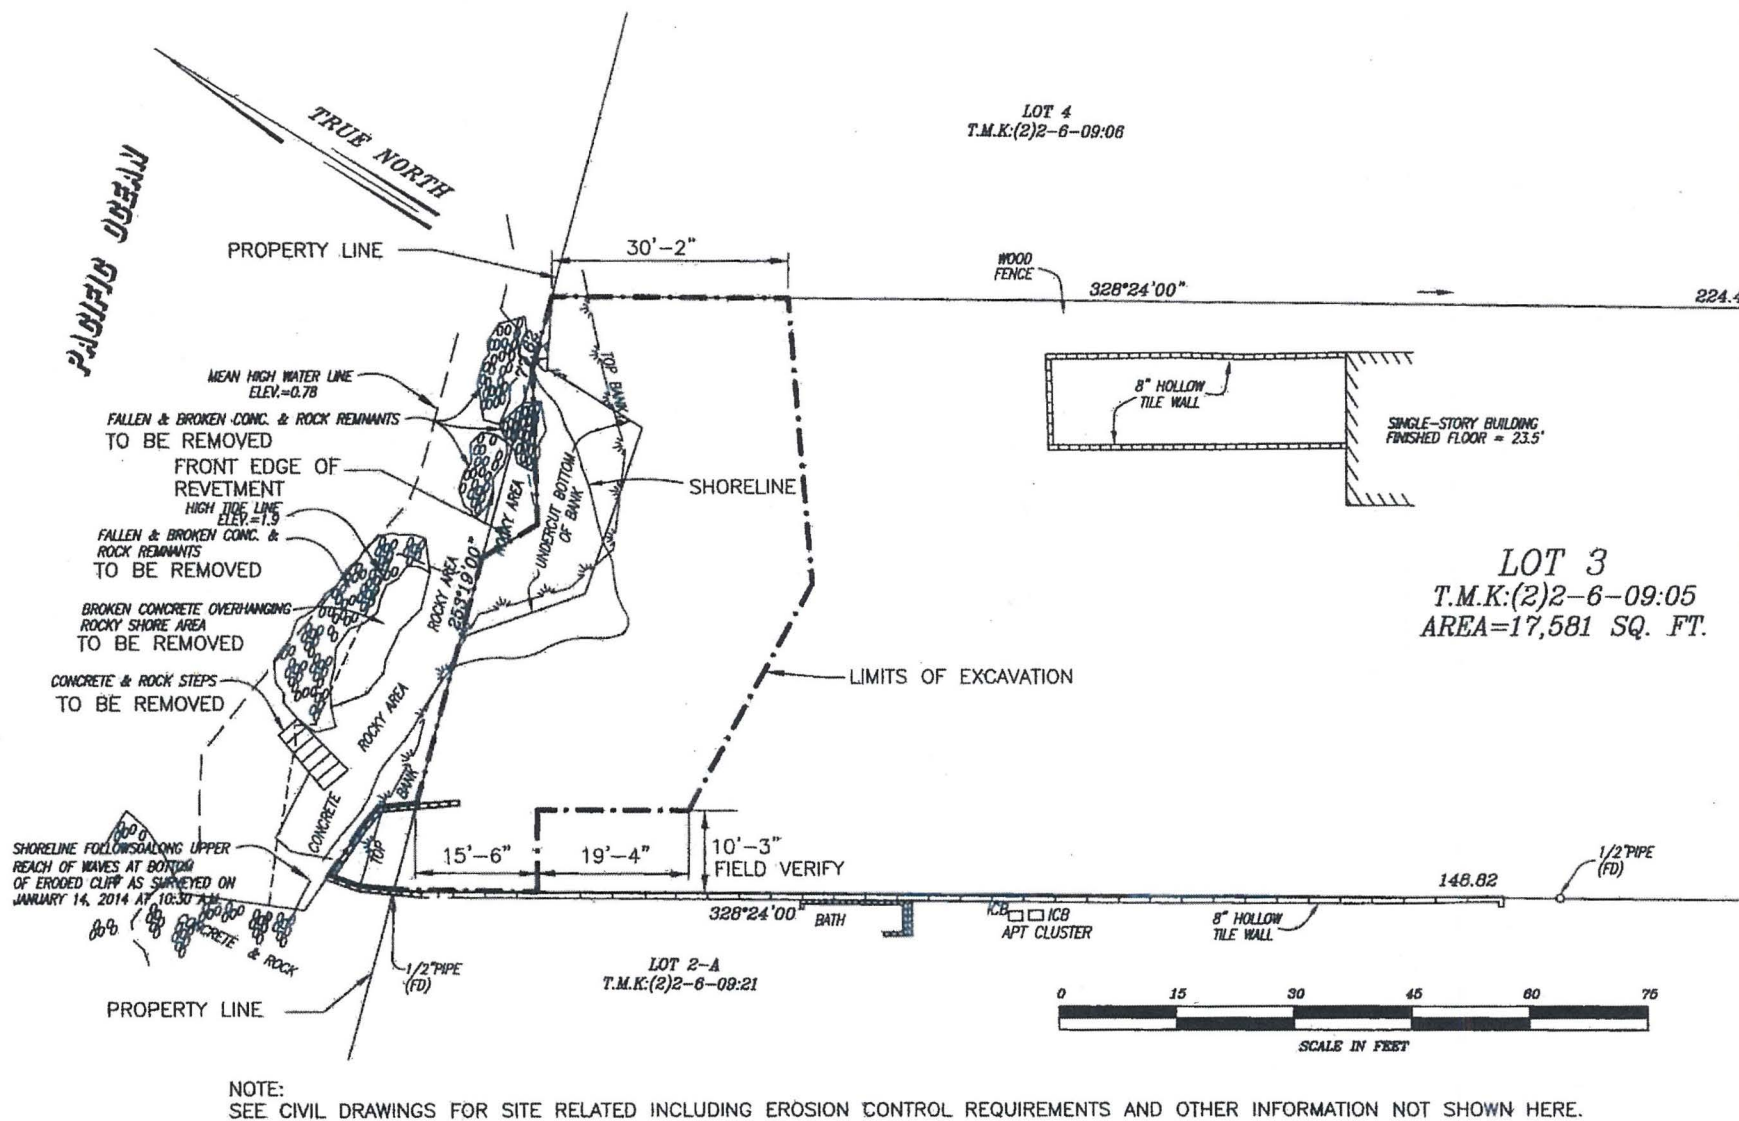 LOT 4
T.M.K:(2)2-6-09:06
TRUE NORTH
PACIFIC OCEAN
PROPERTY LINE
30'-2"
WOOD
FENCE
328°24'00"
224.4
77.62
TOP BANK
MEAN HIGH WATER LINE
ELEV.=0.78
8" HOLLOW
TILE WALL
FALLEN & BROKEN CONC. & ROCK REMNANTS
TO BE REMOVED
SINGLE-STORY BUILDING
FINISHED FLOOR = 23.5'
FRONT EDGE OF
REVETMENT
SHORELINE
ROCKY AREA
UNDERCUT BOTTOM
OF BANK
HIGH TIDE LINE
ELEV.=1.9
FALLEN & BROKEN CONC. &
ROCK REMNANTS
TO BE REMOVED
LOT 3
T.M.K:(2)2-6-09:05
AREA=17,581 SQ. FT.
ROCKY AREA
253°19'00"
BROKEN CONCRETE OVERHANGING
ROCKY SHORE AREA
TO BE REMOVED
LIMITS OF EXCAVATION
CONCRETE & ROCK STEPS
TO BE REMOVED
ROCKY AREA
BANK
CONCRETE
TOP
SHORELINE FOLLOWSOALONG UPPER
REACH OF WAVES AT BOTTOM
OF ERODED CLIFF AS SURVEYED ON
JANUARY 14, 2014 AT 10:30 A.M.
15'-6"
19'-4"
10'-3"
FIELD VERIFY
1/2"PIPE
(FD)
148.82
328°24'00"
BATH
ICB
ICB
APT CLUSTER
8" HOLLOW
TILE WALL
CONCRETE & ROCK
1/2"PIPE
(FD)
LOT 2-A
T.M.K:(2)2-6-09:21
PROPERTY LINE
0 15 30 45 60 75
SCALE IN FEET
NOTE:
SEE CIVIL DRAWINGS FOR SITE RELATED INCLUDING EROSION CONTROL REQUIREMENTS AND OTHER INFORMATION NOT SHOWN HERE.